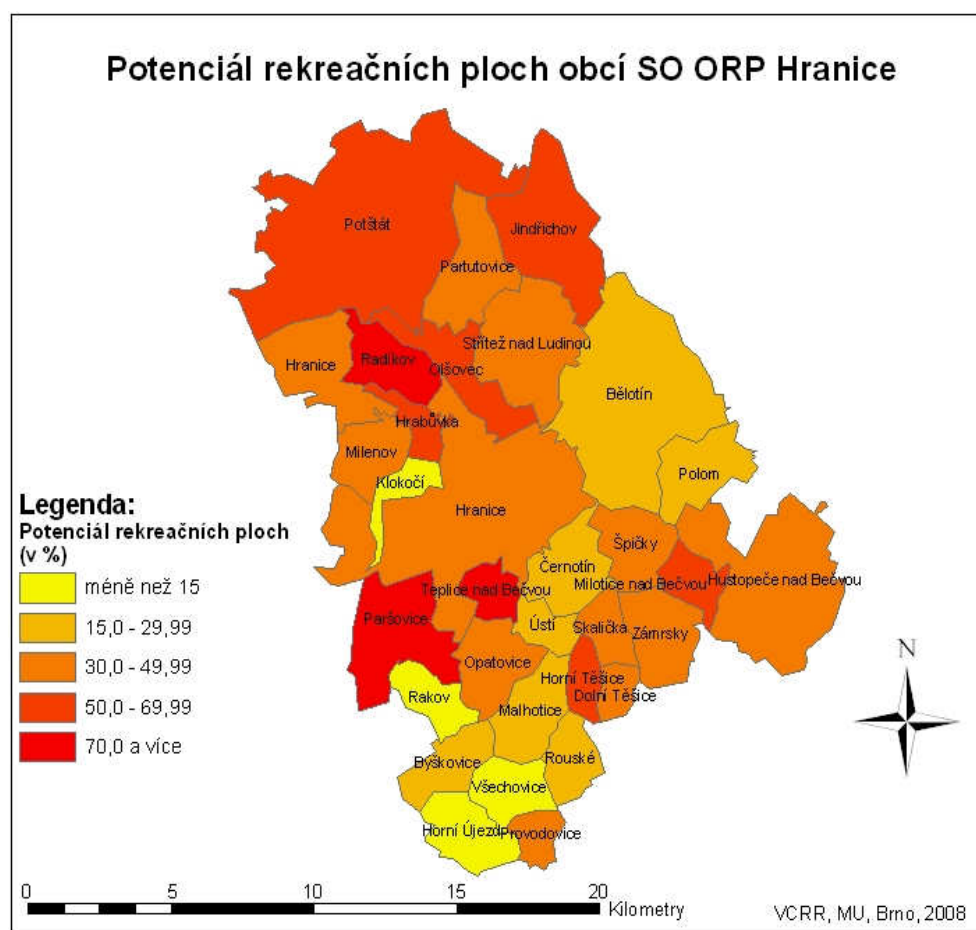 Potenciál rekreačních ploch obcí SO ORP Hranice
Potštát
Jindřichov
Partutovice
Střítež nad Ludinou
Hranice
Radíkov
Olšovec
Bělotín
Hrabůvka
Milenov
Polom
Klokočí
Hranice
Špičky
Černotín
Milotice nad Bečvou
Hustopeče nad Bečvou
Teplice nad Bečvou
Paršovice
Ústí
Skalička
Zámrsky
Opatovice
Horní Těšice
Dolní Těšice
Rakov
Malhotice
Byškovice
Rouské
Všechovice
Horní Újezd
Provodovice
Legenda:
Potenciál rekreačních ploch
(v %)
méně než 15
15,0 - 29,99
30,0 - 49,99
50,0 - 69,99
70,0 a více
N
0 5 10 15 20
Kilometry
VCRR, MU, Brno, 2008